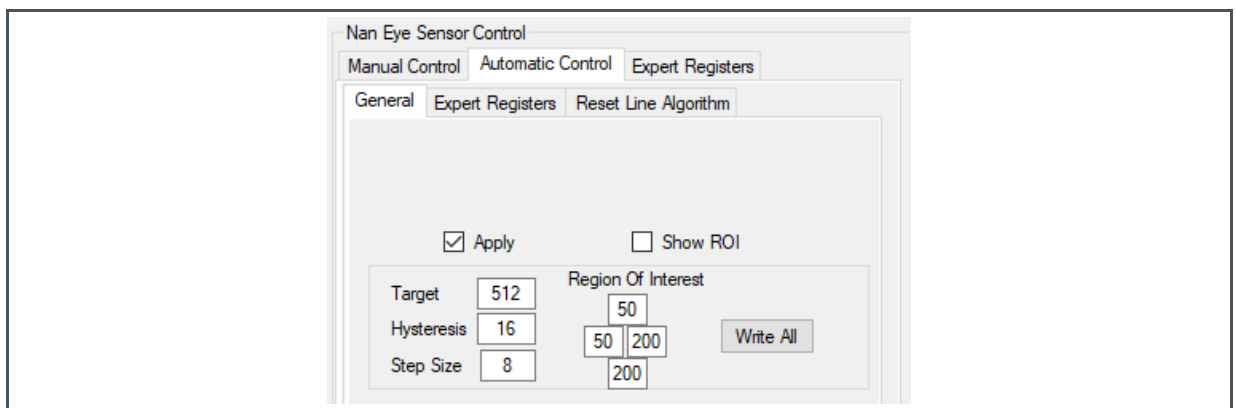 Nan Eye Sensor Control
Manual Control Automatic Control Expert Registers
General Expert Registers Reset Line Algorithm
Apply Show ROI
Region Of Interest
Target 512
50
Hysteresis 16
50 200 Write All
Step Size 8
200